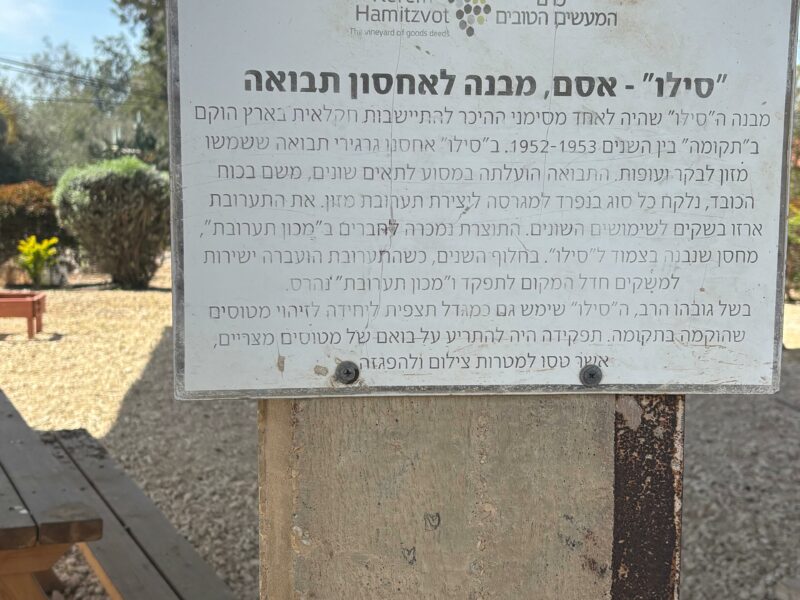 Hamitzvot
The vineyard of goods deeds
המעשים הטובים
"סילו" - אסם, מבנה לאחסון תבואה
מבנה ה"סילו" שהיה לאחד מסימני ההיכר להתיישבות חקלאית בארץ הוקם
ב"תקומה" בין השנים 1952-1953. ב"סילו" אחסנו גרגירי תבואה ששמשו
מזון לבקר ועופות. התבואה הועלתה במסוע לתאים שונים, משם בכוח
הכובד, נלקח כל סוג בנפרד למגרסה ליצירת תערובת מזון. את התערובת
ארזו בשקים לשימושים השונים. התוצרת נמכרה לחברים ב"מכון תערובת",
מחסן שנבנה בצמוד ל"סילו". בחלוף השנים, כשהתערובת הועברה ישירות
למשקים חדל המקום לתפקד ו"מכון תערובת" נהרס.
בשל גובהו הרב, ה"סילו" שימש גם כמגדל תצפית ליחידה לזיהוי מטוסים
שהוקמה בתקומה. תפקידה היה להתריע על בואם של מטוסים מצריים,
אשר טסו למטרות צילום ולהפגזה